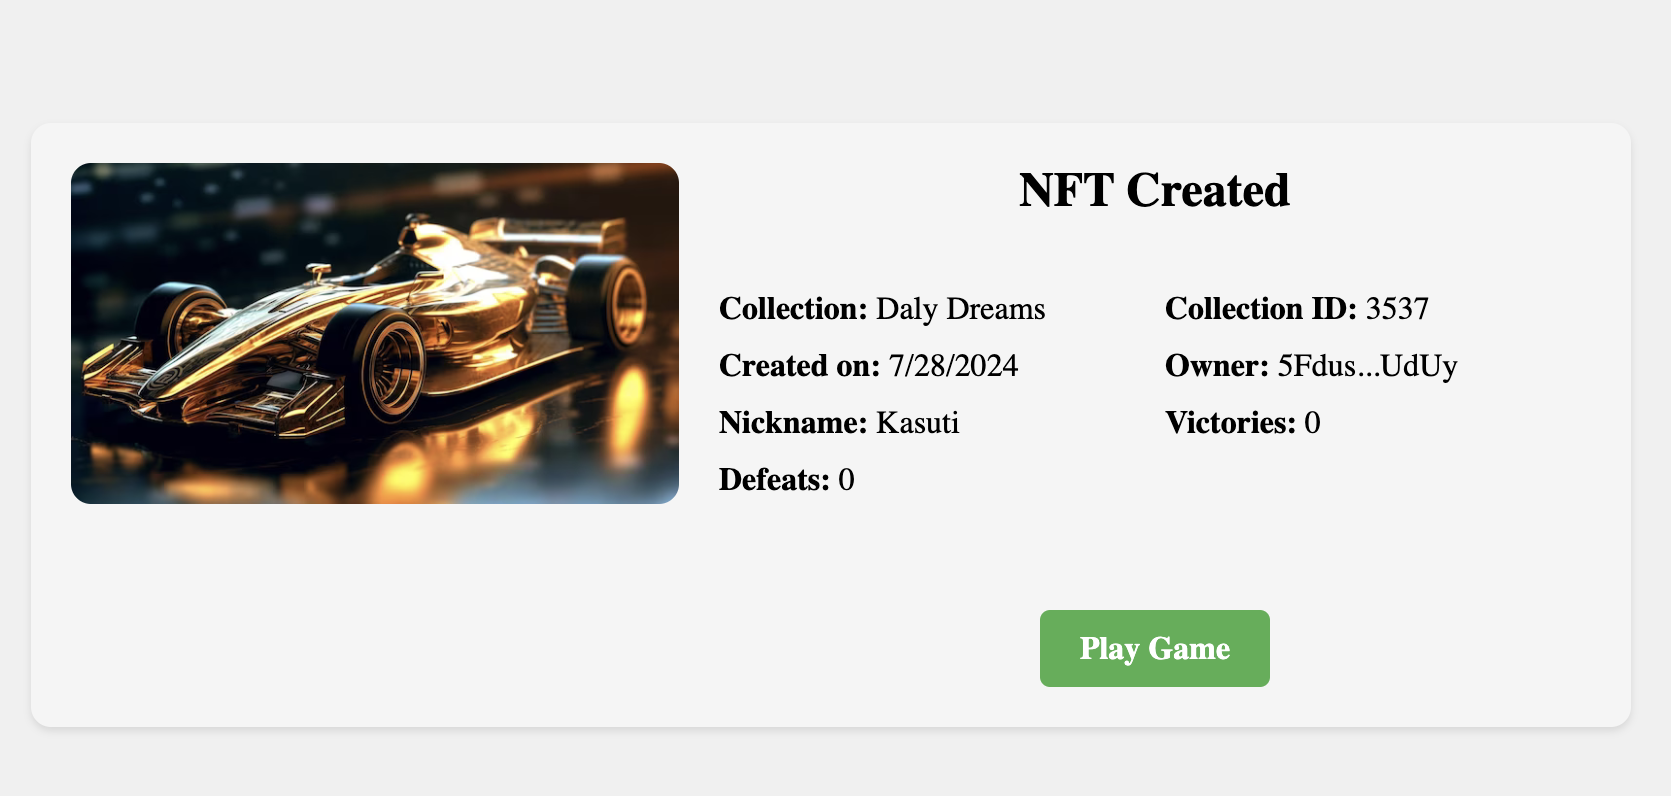 NFT Created
Collection: Daly Dreams
Collection ID: 3537
Created on: 7/28/2024
Owner: 5Fdus...UdUy
Nickname: Kasuti
Victories: 0
Defeats: 0
Play Game